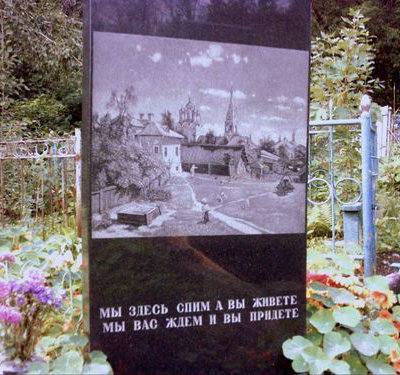 МЫ ЗДЕСЬ СПИМ А ВЫ ЖИВЕТЕ
МЫ ВАС ЖДЕМ И ВЫ ПРИДЕТЕ